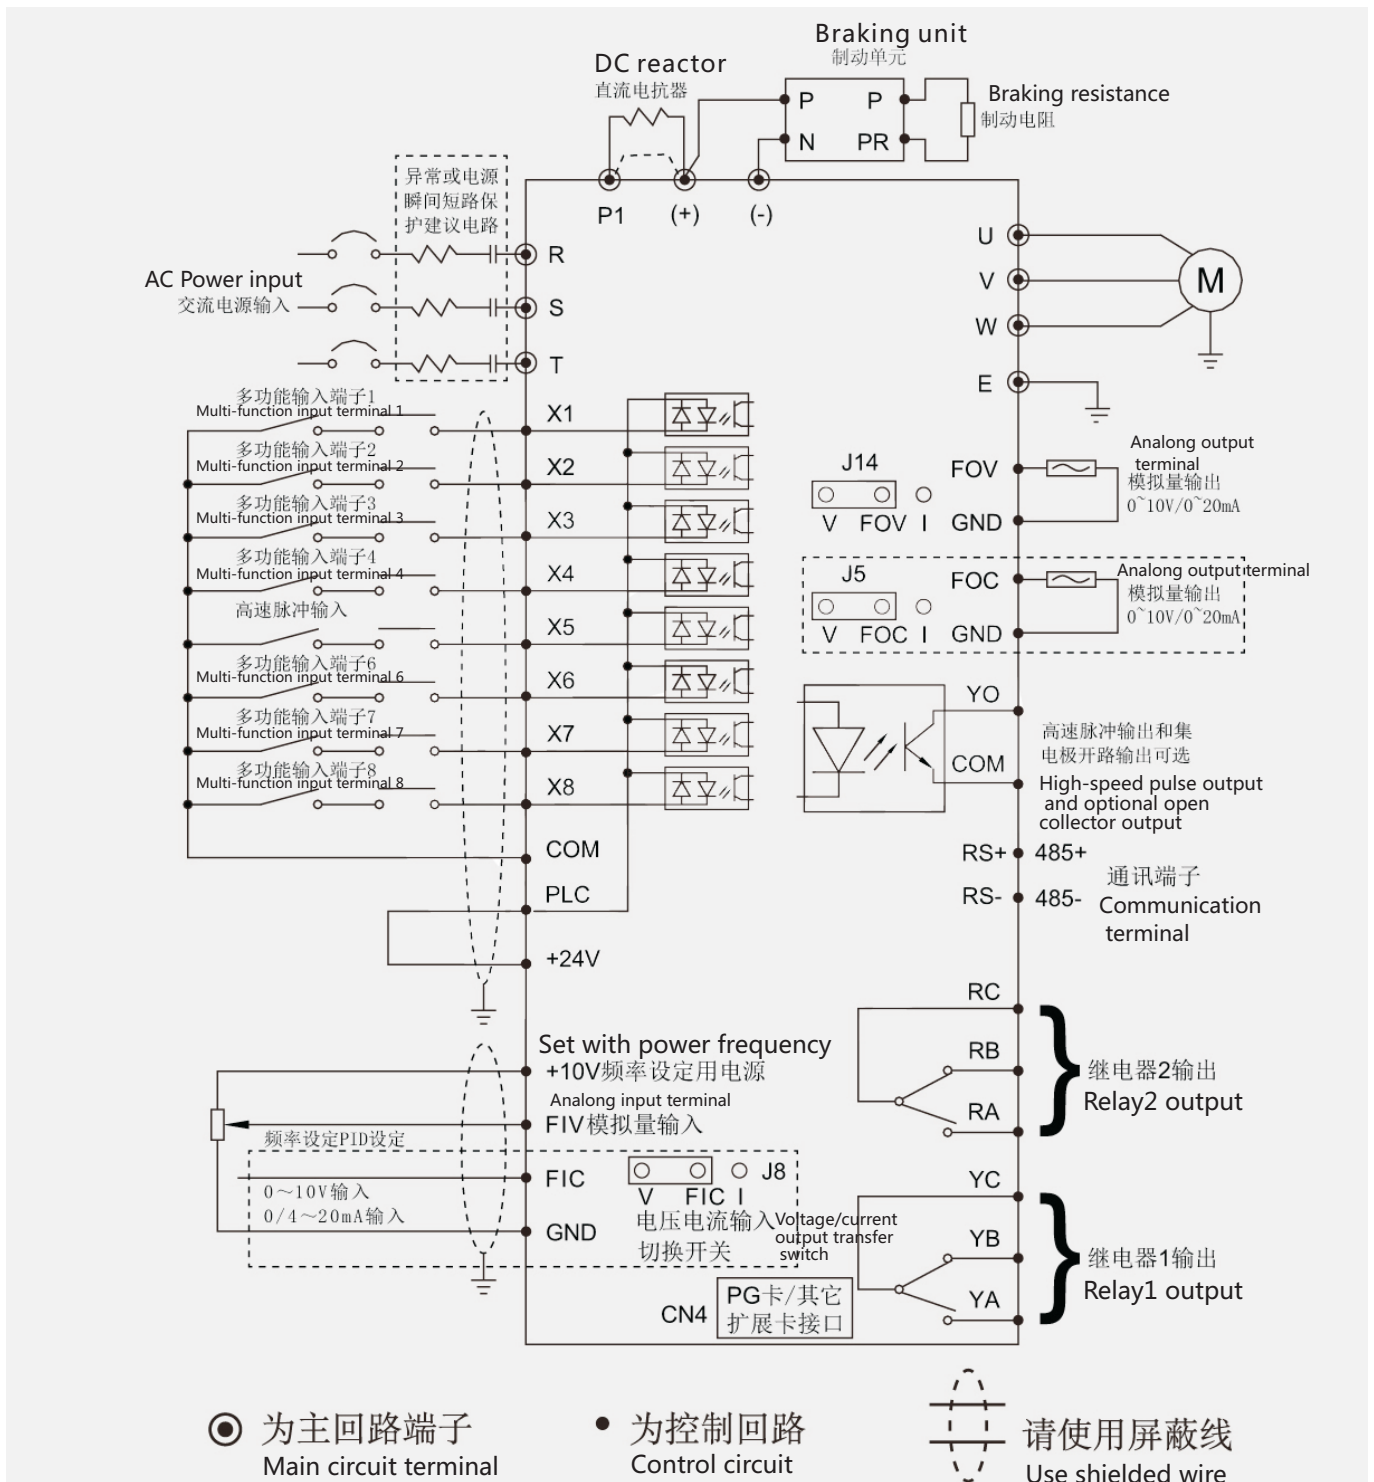 Braking unit
制动单元
DC reactor
直流电抗器
P P
N PR
Braking resistance
制动电阻
异常或电源
瞬间短路保
护建议电路
P1 (+) (-)
R
AC Power input
交流电源输入
S
T
U
V
W
M
E
多功能输入端子1
Multi-function input terminal 1
X1
多功能输入端子2
Multi-function input terminal 2
X2
多功能输入端子3
Multi-function input terminal 3
X3
多功能输入端子4
Multi-function input terminal 4
X4
高速脉冲输入
X5
多功能输入端子6
Multi-function input terminal 6
X6
多功能输入端子7
Multi-function input terminal 7
X7
多功能输入端子8
Multi-function input terminal 8
X8
COM
PLC
+24V
J14
V FOV I
FOV
GND
Analong output
terminal
模拟量输出
0~10V/0~20mA
J5
V FOC I
FOC
GND
Analong output terminal
模拟量输出
0~10V/0~20mA
YO
COM
高速脉冲输出和集
电极开路输出可选
High-speed pulse output
and optional open
collector output
RS+ 485+
RS- 485-
通讯端子
Communication
terminal
RC
RB
RA
继电器2输出
Relay2 output
Set with power frequency
+10V频率设定用电源
Analong input terminal
FIV模拟量输入
频率设定PID设定
FIC
0～10V输入
0/4～20mA输入
GND
J8
V FIC I
电压电流输入
切换开关
Voltage/current
output transfer
switch
YC
YB
YA
继电器1输出
Relay1 output
CN4
PG卡/其它
扩展卡接口
为主回路端子
Main circuit terminal
为控制回路
Control circuit
请使用屏蔽线
Use shielded wire